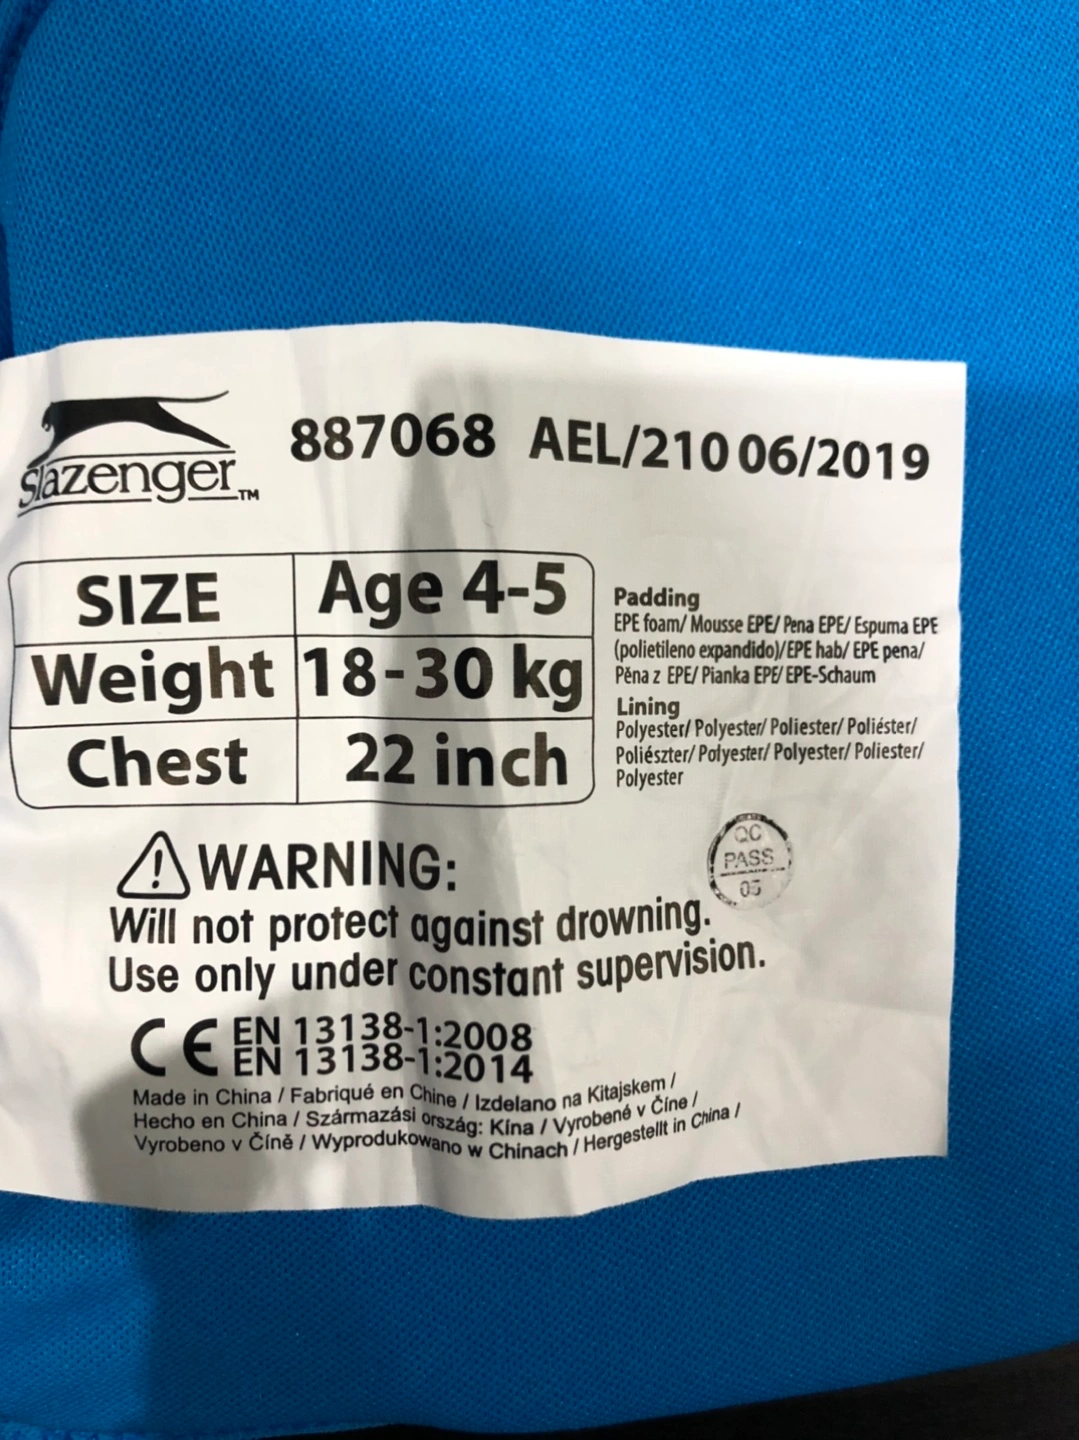 Slazenger™
887068 AEL/210 06/2019
SIZE Age 4-5
Weight 18-30 kg
Chest 22 inch
Padding
EPE foam/ Mousse EPE/ Pena EPE/ Espuma EPE
(polietileno expandido)/EPE hab/ EPE pena/
Pěna z EPE/ Pianka EPE/ EPE-Schaum
Lining
Polyester/ Polyester/ Poliester/ Poliéster/
Poliészter/ Polyester/ Polyester/ Poliester/
Polyester
QC
PASS
05
WARNING:
Will not protect against drowning.
Use only under constant supervision.
CE EN 13138-1:2008
EN 13138-1:2014
Made in China / Fabriqué en Chine / Izdelano na Kitajskem /
Hecho en China / Származási ország: Kína / Vyrobené v Číne /
Vyrobeno v Číně / Wyprodukowano w Chinach / Hergestellt in China /